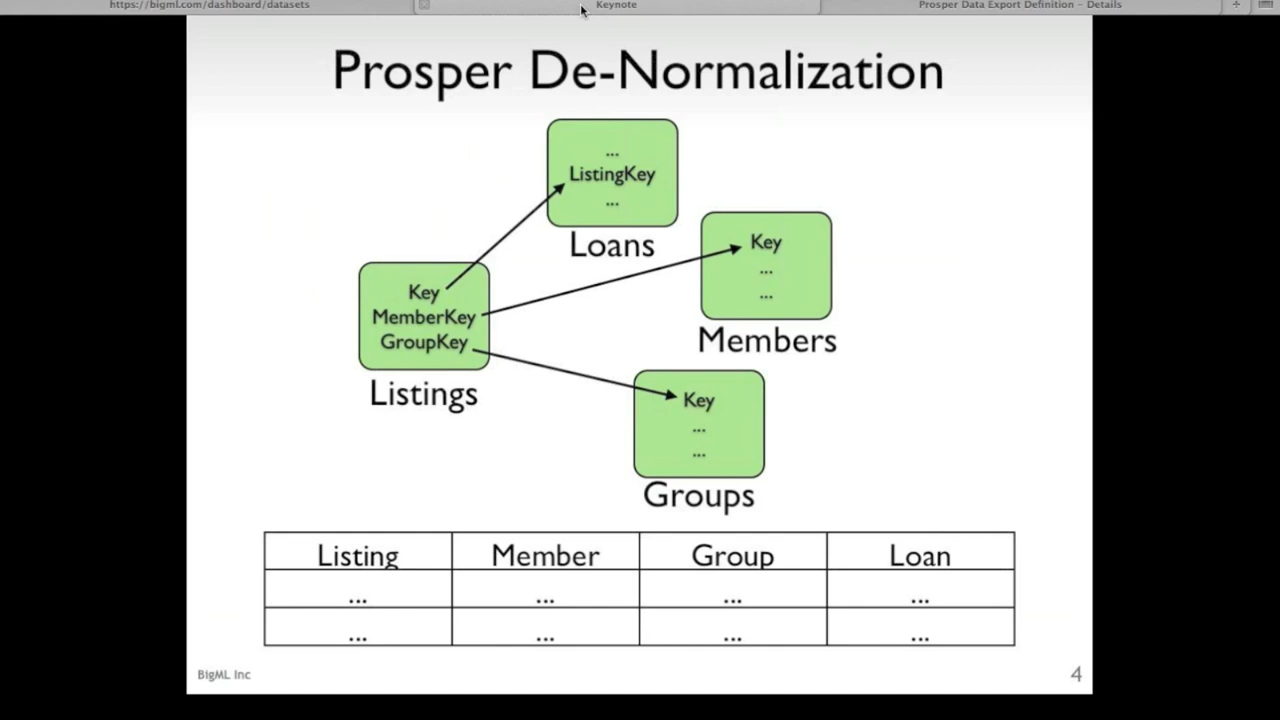 https://bigml.com/dashboard/datasets
Keynote
Prosper Data Export Definition – Details
+
Prosper De-Normalization
...
ListingKey
...
Loans
Key
...
...
Members
Key
MemberKey
GroupKey
Listings
Key
...
...
Groups
Listing Member Group Loan
... ... ... ...
... ... ... ...
BigML Inc
4